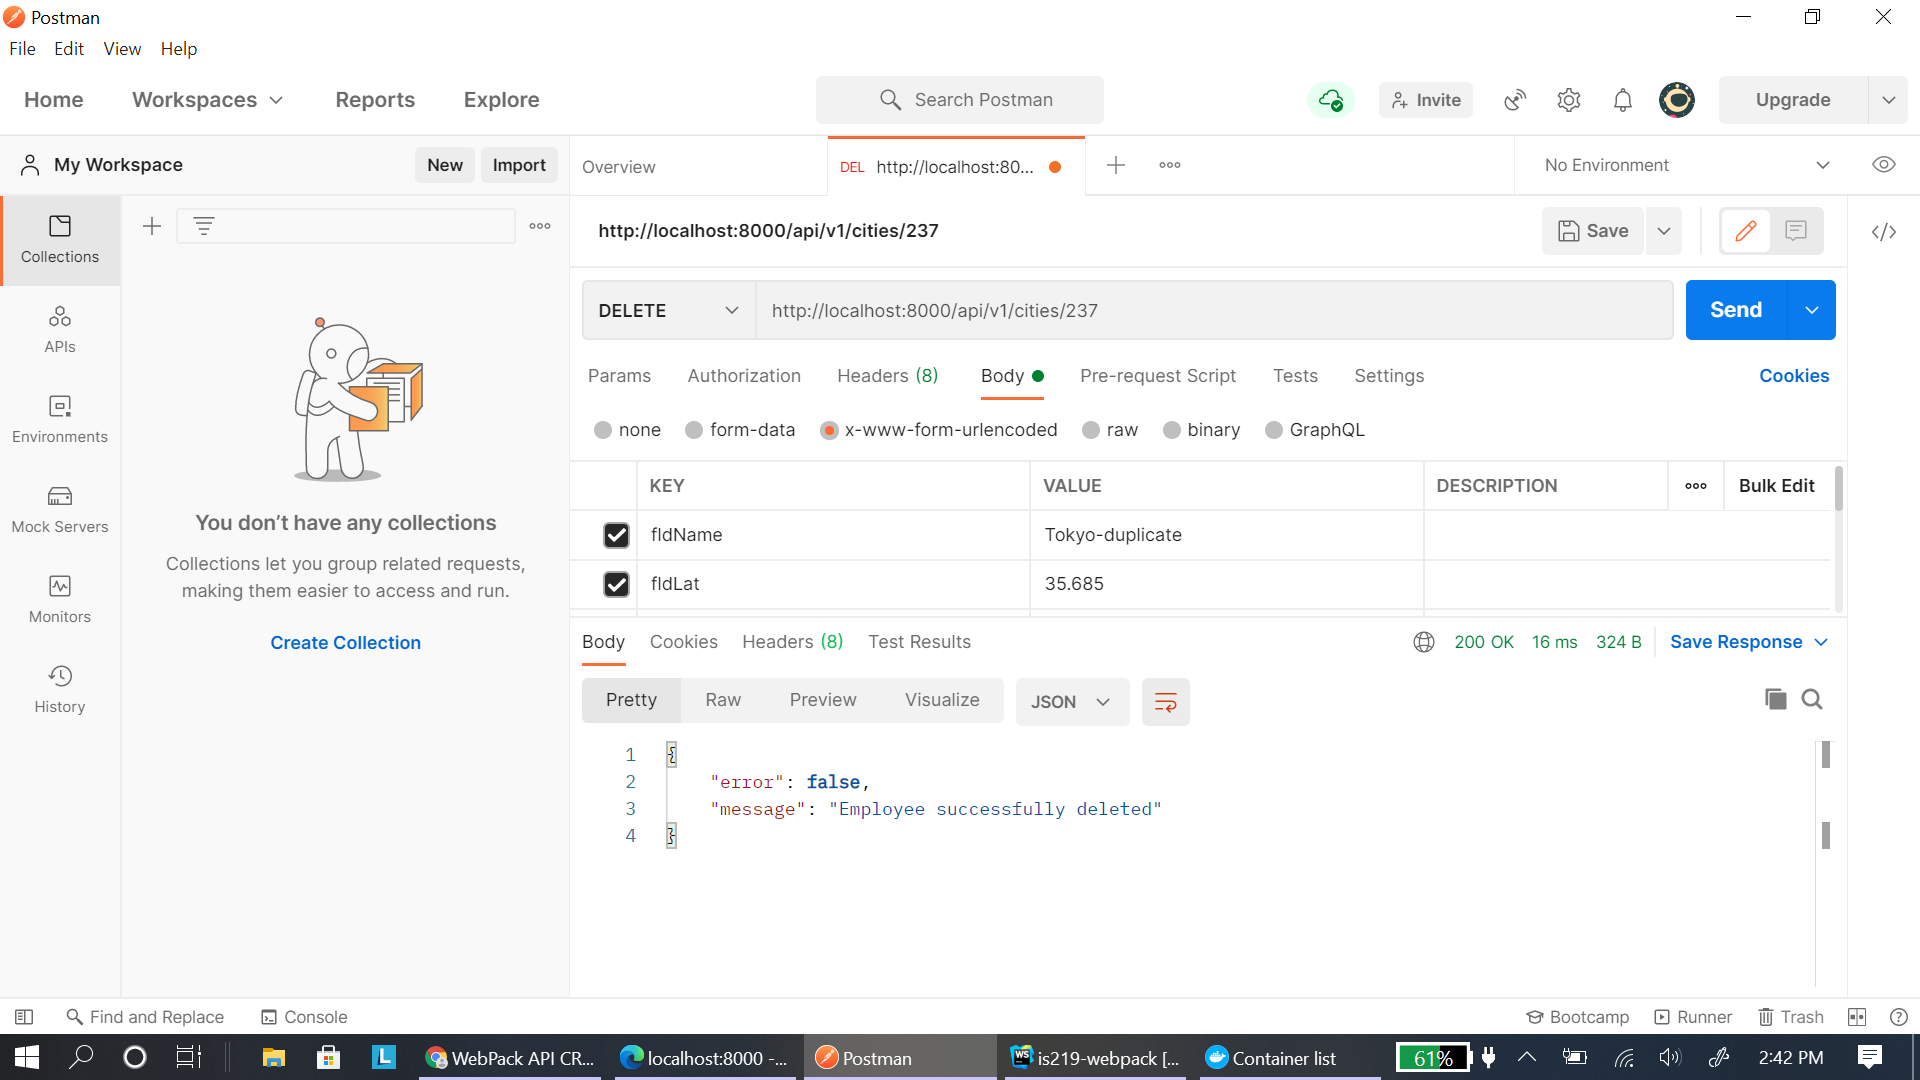 Postman
File Edit View Help
Home Workspaces Reports Explore Search Postman Invite Upgrade
My Workspace New Import Overview DEL http://localhost:80... No Environment
Collections
APIs
Environments
Mock Servers
Monitors
History
You don’t have any collections
Collections let you group related requests,
making them easier to access and run.
Create Collection
http://localhost:8000/api/v1/cities/237 Save
DELETE http://localhost:8000/api/v1/cities/237 Send
Params Authorization Headers (8) Body Pre-request Script Tests Settings Cookies
none form-data x-www-form-urlencoded raw binary GraphQL
KEY VALUE DESCRIPTION Bulk Edit
fldName Tokyo-duplicate
fldLat 35.685
Body Cookies Headers (8) Test Results 200 OK 16 ms 324 B Save Response
Pretty Raw Preview Visualize JSON
1 {
2 "error": false,
3 "message": "Employee successfully deleted"
4 }
Find and Replace Console Bootcamp Runner Trash
L WebPack API CR... localhost:8000 -... Postman WS is219-webpack [... Container list 61% 2:42 PM